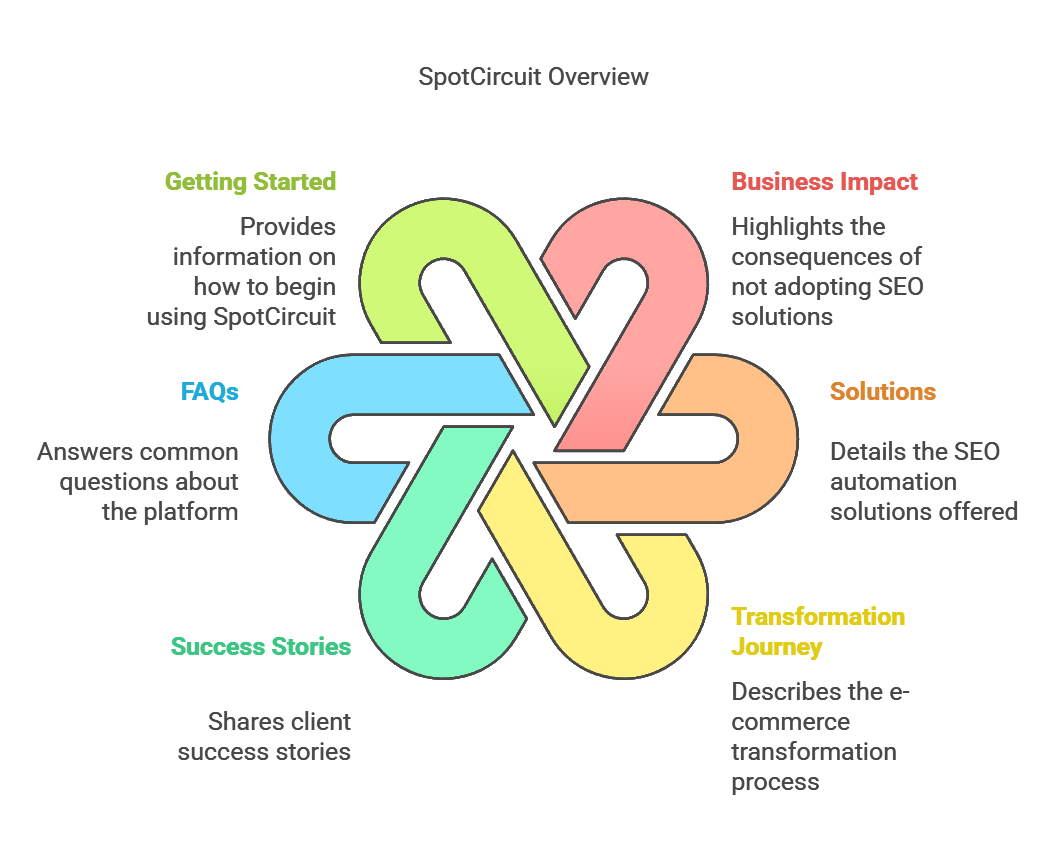 SpotCircuit Overview
Getting Started
Provides
information on
how to begin
using SpotCircuit
Business Impact
Highlights the
consequences of
not adopting SEO
solutions
FAQs
Answers common
questions about
the platform
Solutions
Details the SEO
automation
solutions offered
Success Stories
Shares client
success stories
Transformation
Journey
Describes the e-
commerce
transformation
process